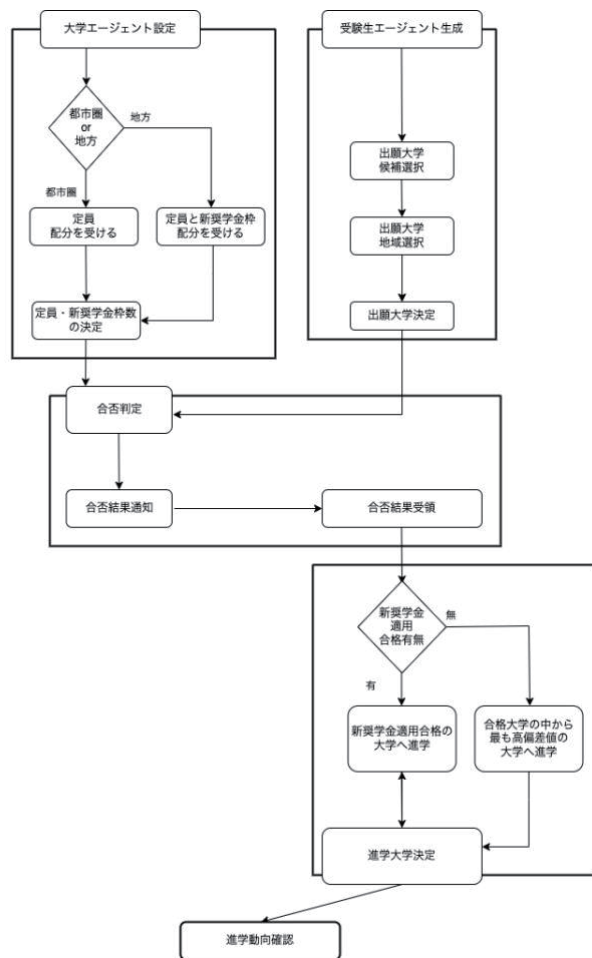 大学エージェント設定
受験生エージェント生成
都市圏
or
地方
地方
都市圏
定員
配分を受ける
定員と新奨学金枠
配分を受ける
定員・新奨学金枠数
の決定
出願大学
候補選択
出願大学
地域選択
出願大学決定
合否判定
合否結果通知
合否結果受領
新奨学金
適用
合格有無
無
有
新奨学金適用合格の
大学へ進学
合格大学の中から
最も高偏差値の
大学へ進学
進学大学決定
進学動向確認